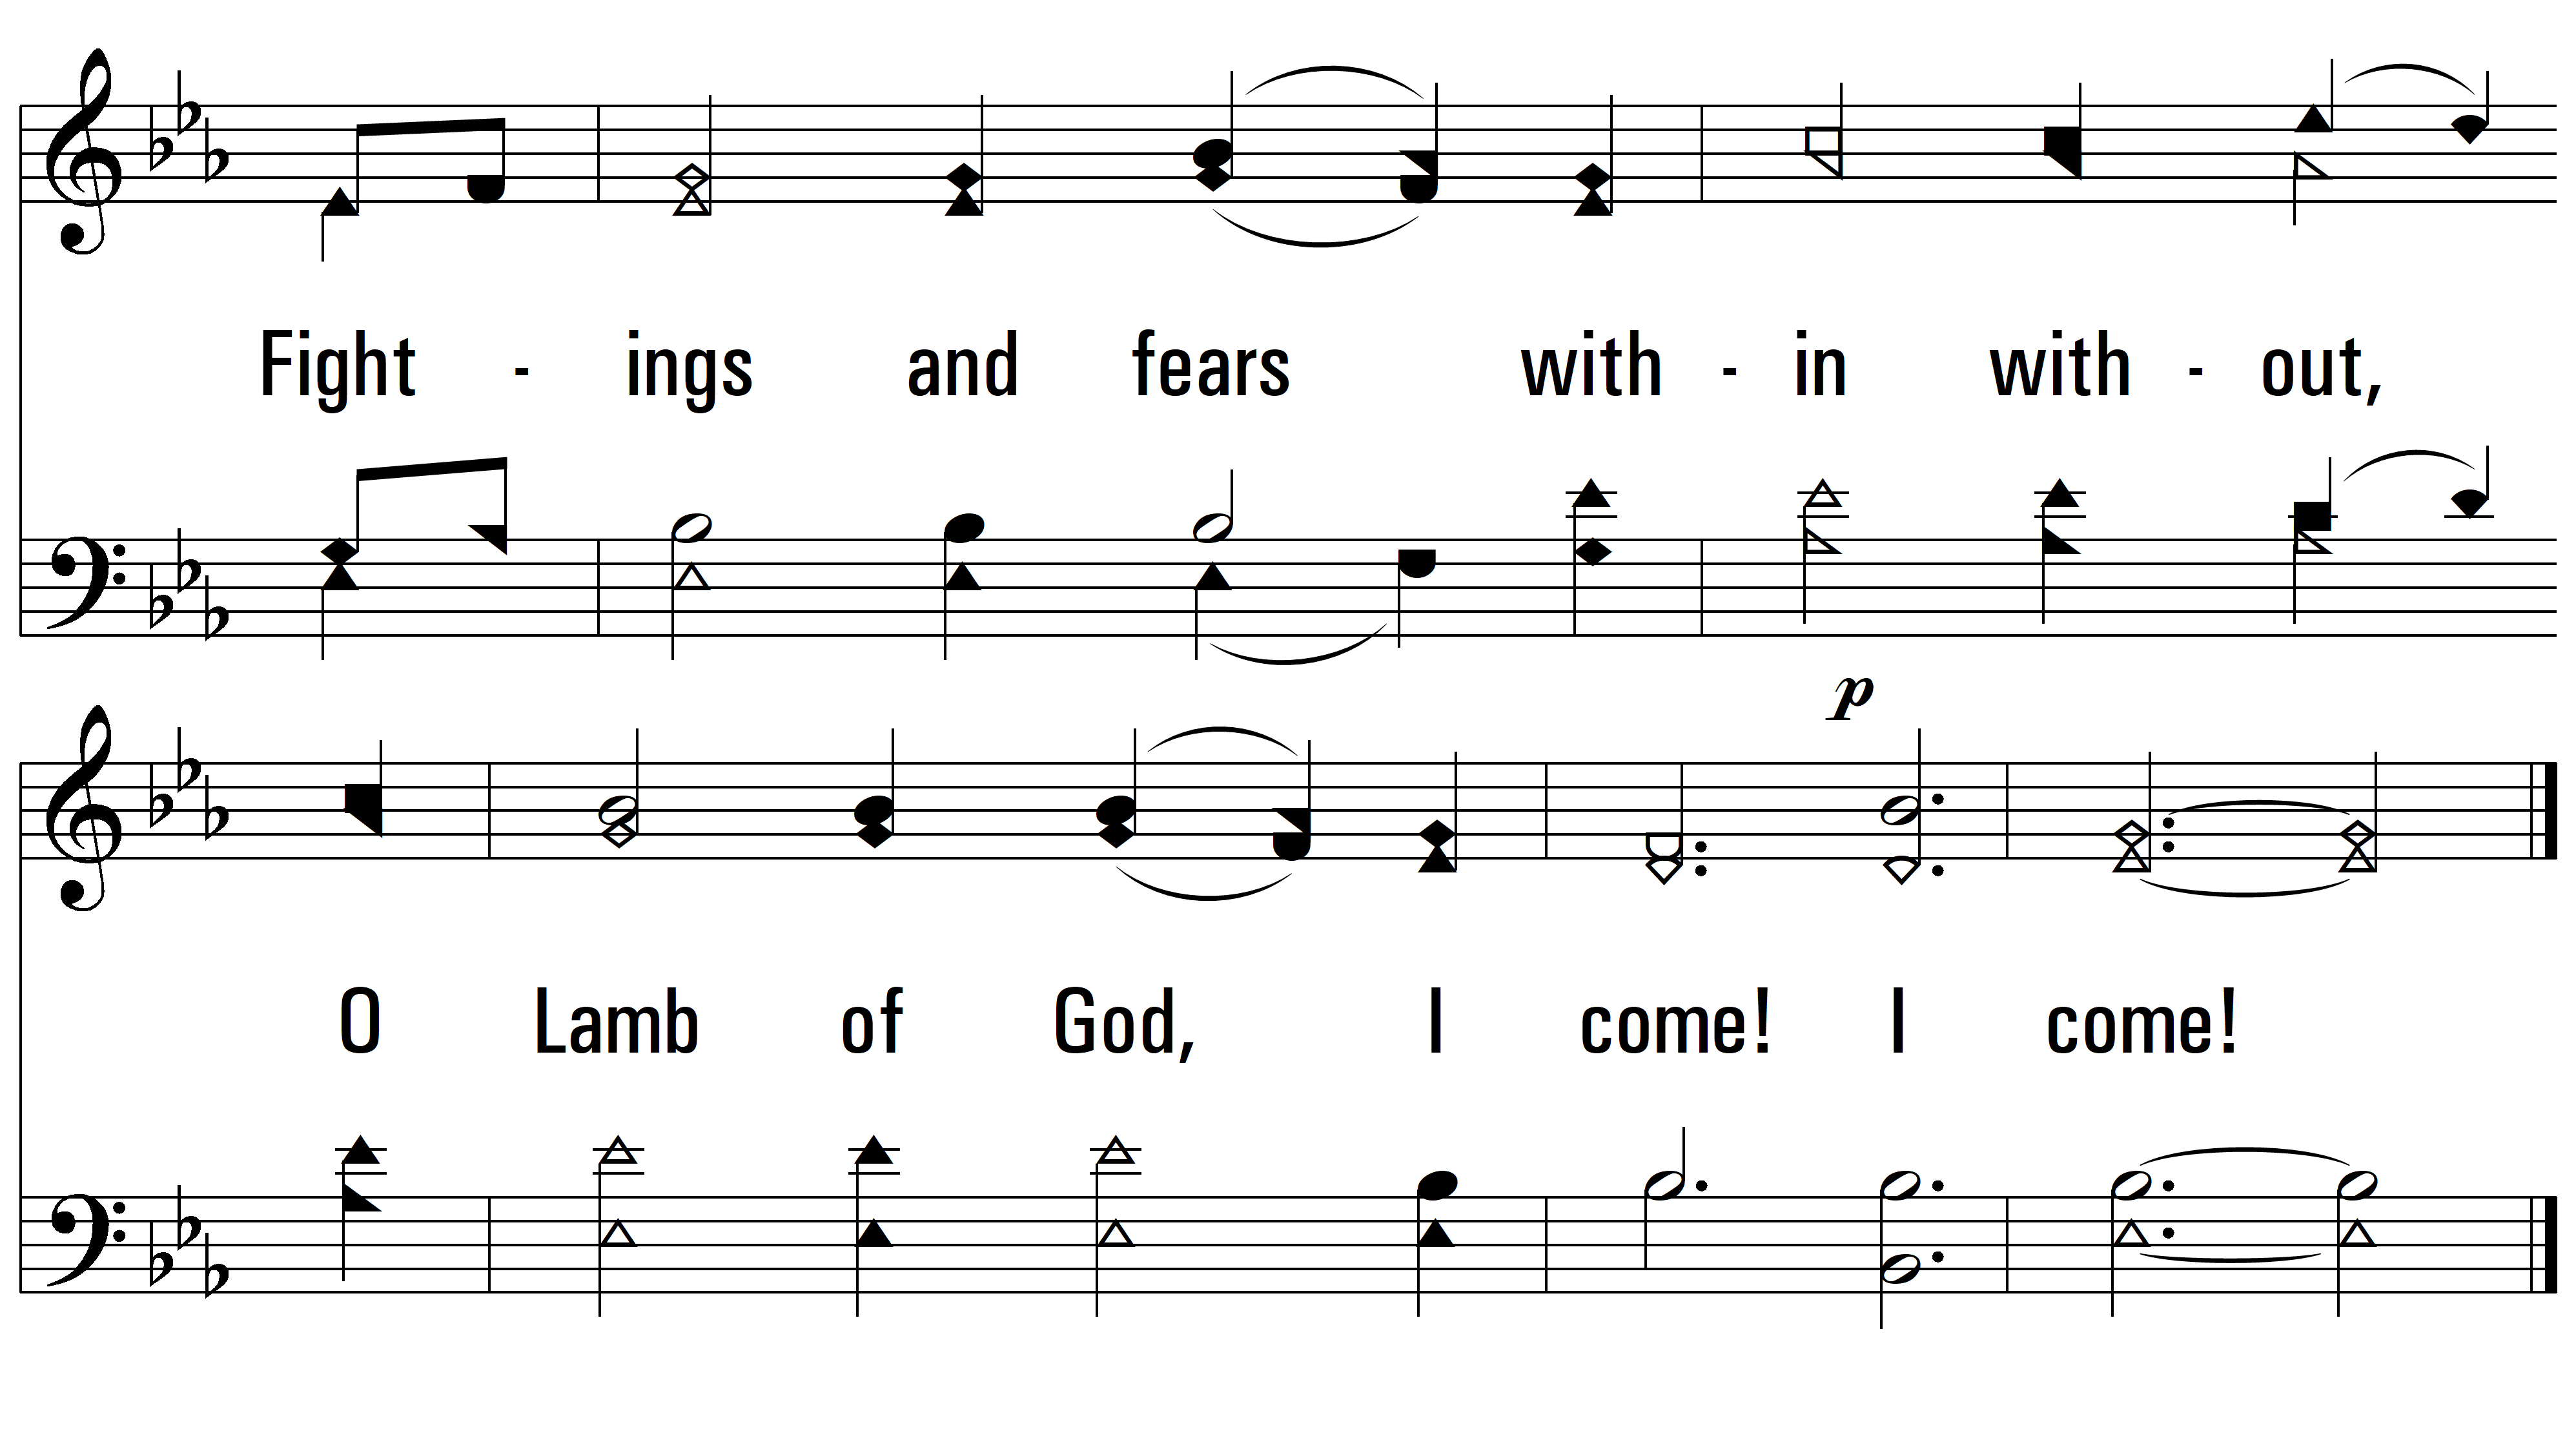 Fight - ings and fears with - in with - out,
p
O Lamb of God, I come! I come!